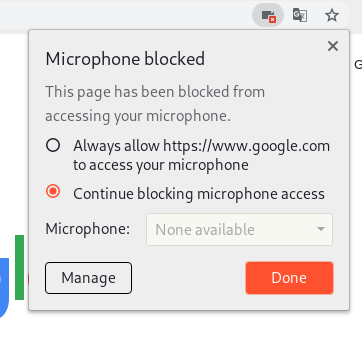 Microphone blocked
This page has been blocked from
accessing your microphone.
Always allow https://www.google.com
to access your microphone
Continue blocking microphone access
Microphone:
None available
Manage
Done